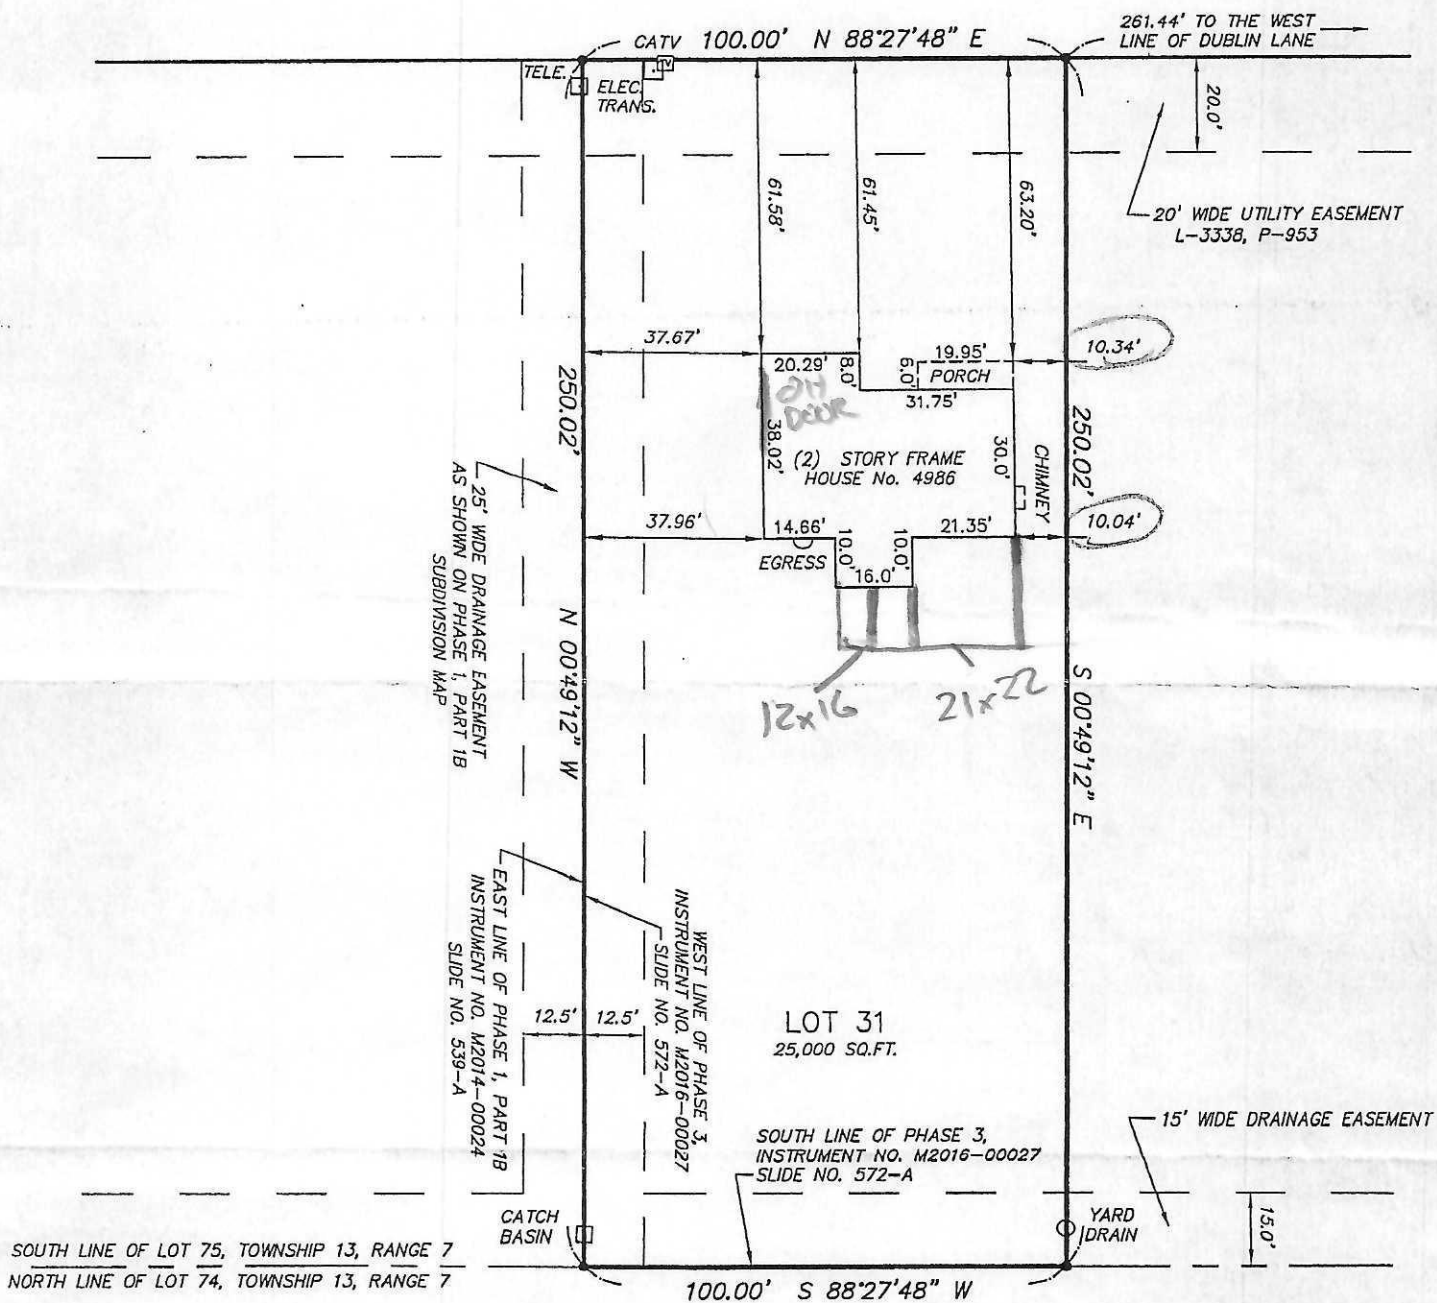 261.44' TO THE WEST
LINE OF DUBLIN LANE
CATV 100.00' N 88°27'48" E
TELE.
TV
ELEC.
TRANS.
20.0'
61.58'
61.45'
63.20'
20' WIDE UTILITY EASEMENT
L-3338, P-953
37.67'
10.34'
20.29'
8.0'
6.0'
19.95'
PORCH
31.75'
OH
DOOR
38.02'
250.02'
250.02'
(2) STORY FRAME
HOUSE No. 4986
30.0'
CHIMNEY
37.96'
10.04'
14.66'
21.35'
EGRESS
10.0'
10.0'
16.0'
25' WIDE DRAINAGE EASEMENT
AS SHOWN ON PHASE 1, PART 1B
SUBDIVISION MAP
N 00°49'12" W
S 00°49'12" E
12x16
21x22
EAST LINE OF PHASE 1, PART 1B
INSTRUMENT NO. M2014-00024
SLIDE NO. 539-A
WEST LINE OF PHASE 3,
INSTRUMENT NO. M2016-00027
SLIDE NO. 572-A
12.5'
12.5'
LOT 31
25,000 SQ.FT.
15' WIDE DRAINAGE EASEMENT
SOUTH LINE OF PHASE 3,
INSTRUMENT NO. M2016-00027
SLIDE NO. 572-A
CATCH
BASIN
YARD
DRAIN
15.0'
SOUTH LINE OF LOT 75, TOWNSHIP 13, RANGE 7
NORTH LINE OF LOT 74, TOWNSHIP 13, RANGE 7
100.00' S 88°27'48" W